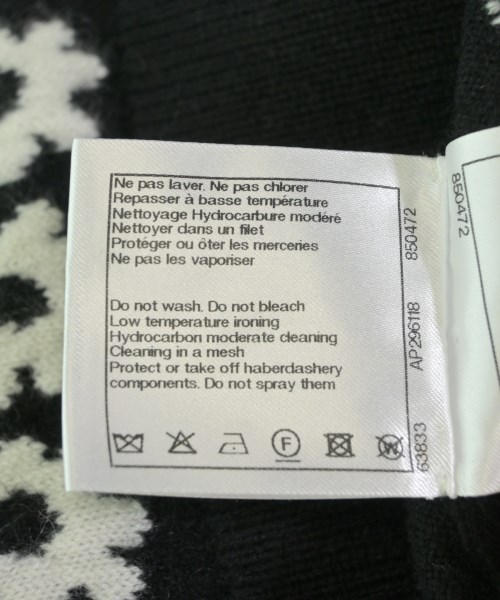 Ne pas laver. Ne pas chlorer
Repasser à basse température
Nettoyage Hydrocarbure modéré
Nettoyer dans un filet
Protéger ou ôter les merceries
Ne pas les vaporiser
Do not wash. Do not bleach
Low temperature ironing
Hydrocarbon moderate cleaning
Cleaning in a mesh
Protect or take off haberdashery
components. Do not spray them
F
W
63833 AP296118 850472
850472